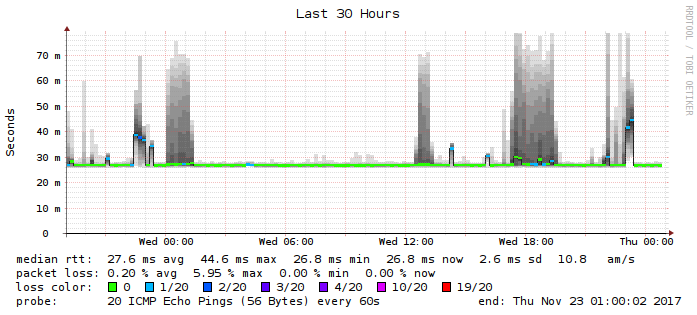 Last 30 Hours
RRDTOOL / TOBI OETIKER
Seconds
70 m
60 m
50 m
40 m
30 m
20 m
10 m
0
Wed 00:00 Wed 06:00 Wed 12:00 Wed 18:00 Thu 00:00
median rtt: 27.6 ms avg 44.6 ms max 26.8 ms min 26.8 ms now 2.6 ms sd 10.8 am/s
packet loss: 0.20 % avg 5.95 % max 0.00 % min 0.00 % now
loss color: 0 1/20 2/20 3/20 4/20 10/20 19/20
probe: 20 ICMP Echo Pings (56 Bytes) every 60s end: Thu Nov 23 01:00:02 2017